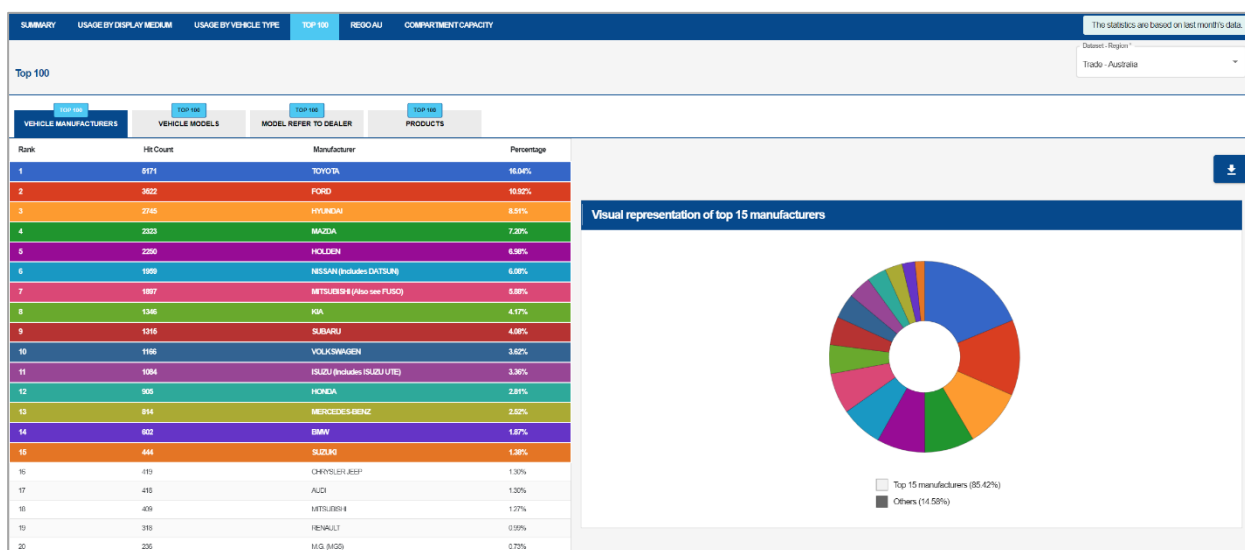 SUMMARY USAGE BY DISPLAY MEDIUM USAGE BY VEHICLE TYPE TOP 100 REGO AU COMPARTMENT CAPACITY
The statistics are based on last month's data.
Dataset - Region *
Trade - Australia
Top 100
TOP 100 TOP 100 TOP 100 TOP 100
VEHICLE MANUFACTURERS VEHICLE MODELS MODEL REFER TO DEALER PRODUCTS
Rank Hit Count Manufacturer Percentage
1 5171 TOYOTA 16.04%
2 3522 FORD 10.92%
3 2745 HYUNDAI 8.51%
4 2323 MAZDA 7.20%
5 2250 HOLDEN 6.98%
6 1959 NISSAN (Includes DATSUN) 6.08%
7 1897 MITSUBISHI (Also see FUSO) 5.88%
8 1346 KIA 4.17%
9 1315 SUBARU 4.08%
10 1166 VOLKSWAGEN 3.62%
11 1084 ISUZU (Includes ISUZU UTE) 3.36%
12 905 HONDA 2.81%
13 814 MERCEDES-BENZ 2.52%
14 602 BMW 1.87%
15 444 SUZUKI 1.38%
16 419 CHRYSLER JEEP 1.30%
17 418 AUDI 1.30%
18 409 MITSUBISHI 1.27%
19 318 RENAULT 0.99%
20 236 M.G. (MGS) 0.73%
Visual representation of top 15 manufacturers
Top 15 manufacturers (85.42%)
Others (14.58%)